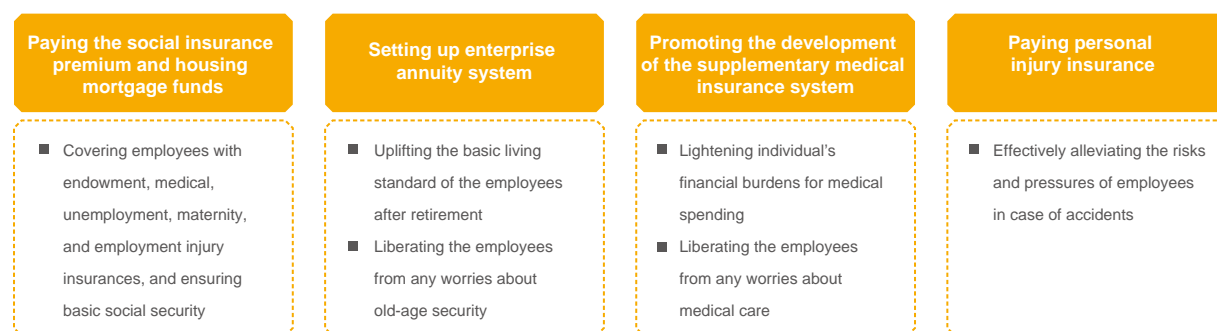 Paying the social insurance
premium and housing
mortgage funds
■ Covering employees with
endowment, medical,
unemployment, maternity,
and employment injury
insurances, and ensuring
basic social security
Setting up enterprise
annuity system
■ Uplifting the basic living
standard of the employees
after retirement
■ Liberating the employees
from any worries about
old-age security
Promoting the development
of the supplementary medical
insurance system
■ Lightening individual’s
financial burdens for medical
spending
■ Liberating the employees
from any worries about
medical care
Paying personal
injury insurance
■ Effectively alleviating the risks
and pressures of employees
in case of accidents